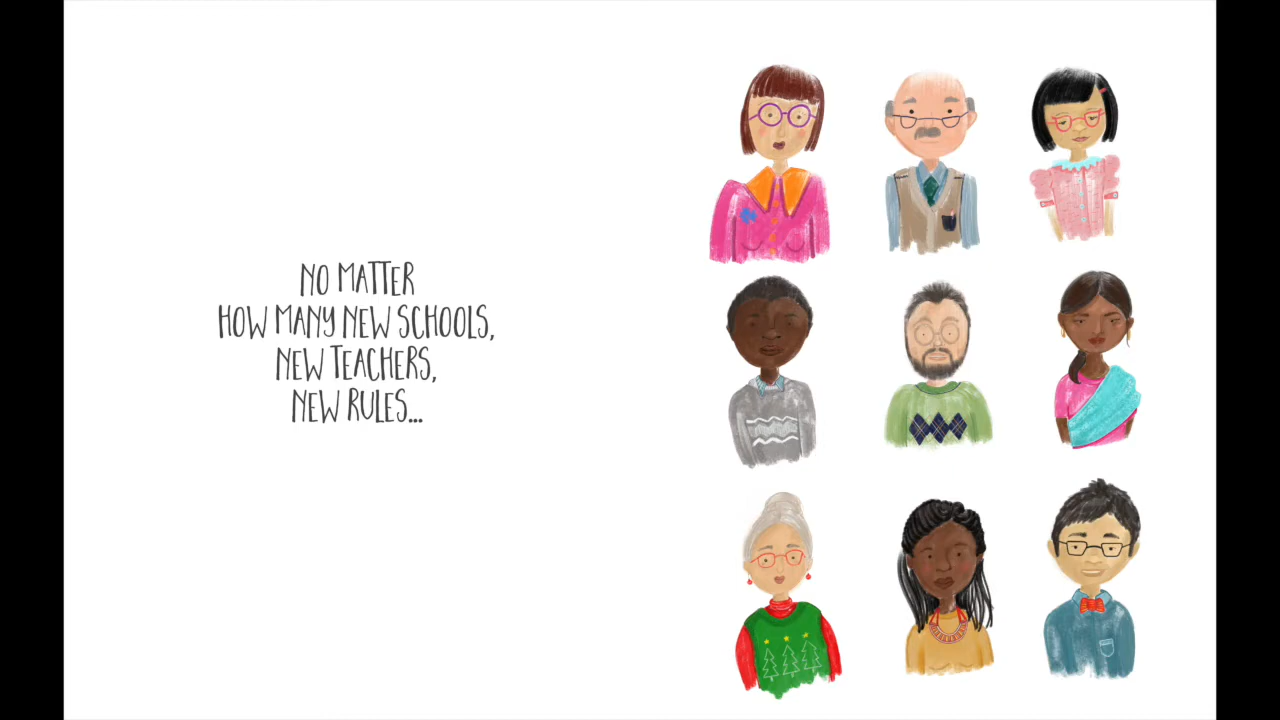 NO MATTER
HOW MANY NEW SCHOOLS,
NEW TEACHERS,
NEW RULES...